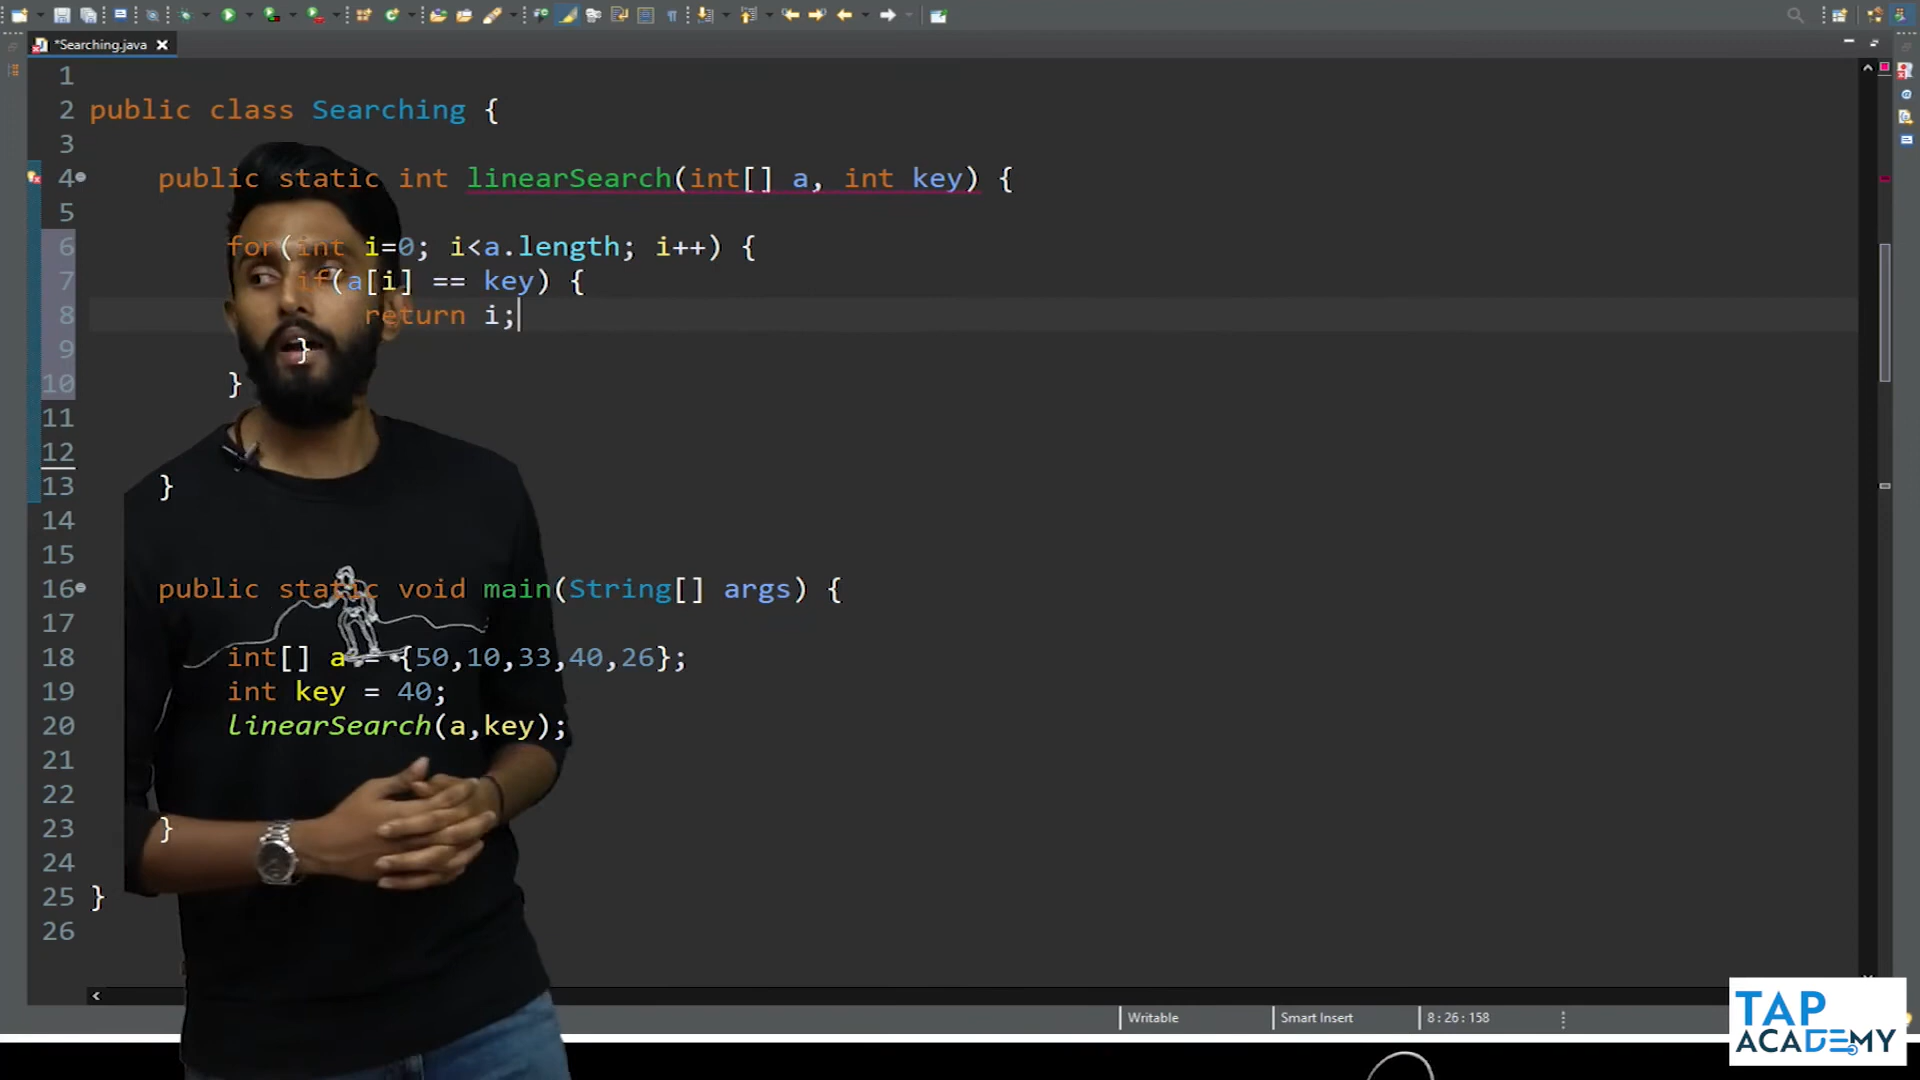 *Searching.java
1
2 public class Searching {
3
4 public static int linearSearch(int[] a, int key) {
5
6 for(int i=0; i<a.length; i++) {
7 if(a[i] == key) {
8 return i;
9 }
10 }
11
12
13 }
14
15
16 public static void main(String[] args) {
17
18 int[] a = {50,10,33,40,26};
19 int key = 40;
20 linearSearch(a,key);
21
22
23 }
24
25 }
26
Writable Smart Insert 8:26:158
TAP
ACADEMY